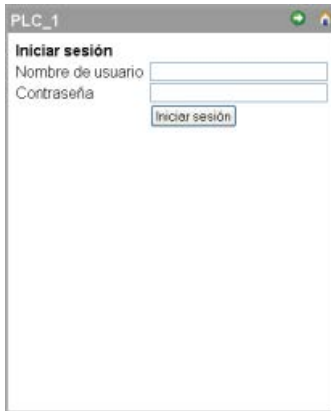 PLC_1
Iniciar sesión
Nombre de usuario
Contraseña
Iniciar sesión